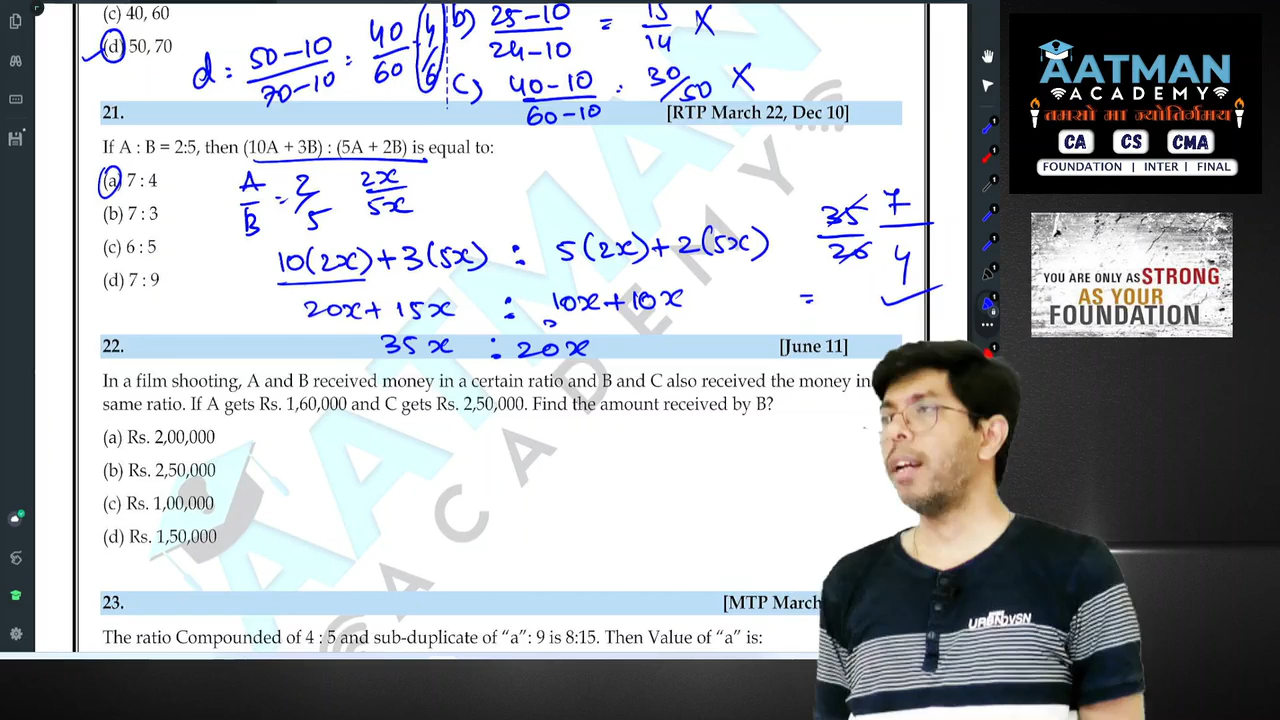 (c) 40, 60
(d) 50, 70
d = 50-10 / 70-10 = 40/60 = 4/6
b) 25-10 / 24-10 = 15/14 X
c) 40-10 / 60-10 = 30/50 X
21. [RTP March 22, Dec 10]
If A : B = 2:5, then (10A + 3B) : (5A + 2B) is equal to:
(a) 7 : 4
(b) 7 : 3
(c) 6 : 5
(d) 7 : 9
A/B = 2/5 2x/5x
10(2x)+3(5x) : 5(2x)+2(5x)
20x+15x : 10x+10x
35x : 20x
= 35/20 7/4
22. [June 11]
In a film shooting, A and B received money in a certain ratio and B and C also received the money in
same ratio. If A gets Rs. 1,60,000 and C gets Rs. 2,50,000. Find the amount received by B?
(a) Rs. 2,00,000
(b) Rs. 2,50,000
(c) Rs. 1,00,000
(d) Rs. 1,50,000
23. [MTP March
The ratio Compounded of 4 : 5 and sub-duplicate of “a”: 9 is 8:15. Then Value of “a” is:
AATMAN
ACADEMY
AATMAN
ACADEMY
तमसो मा ज्योतिर्गमय
CA CS CMA
FOUNDATION | INTER | FINAL
YOU ARE ONLY AS STRONG
AS YOUR
FOUNDATION
URBNDVSN